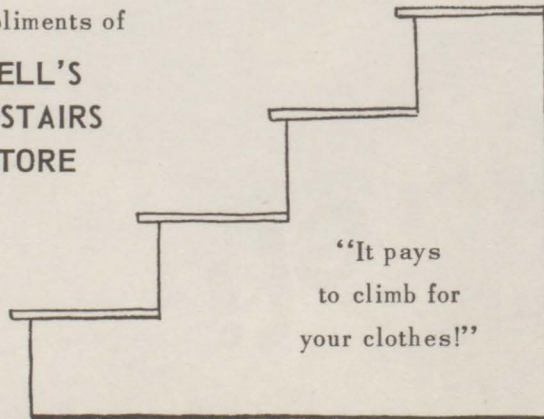 pliments of
ELL'S
STAIRS
TORE
“It pays
to climb for
your clothes!”